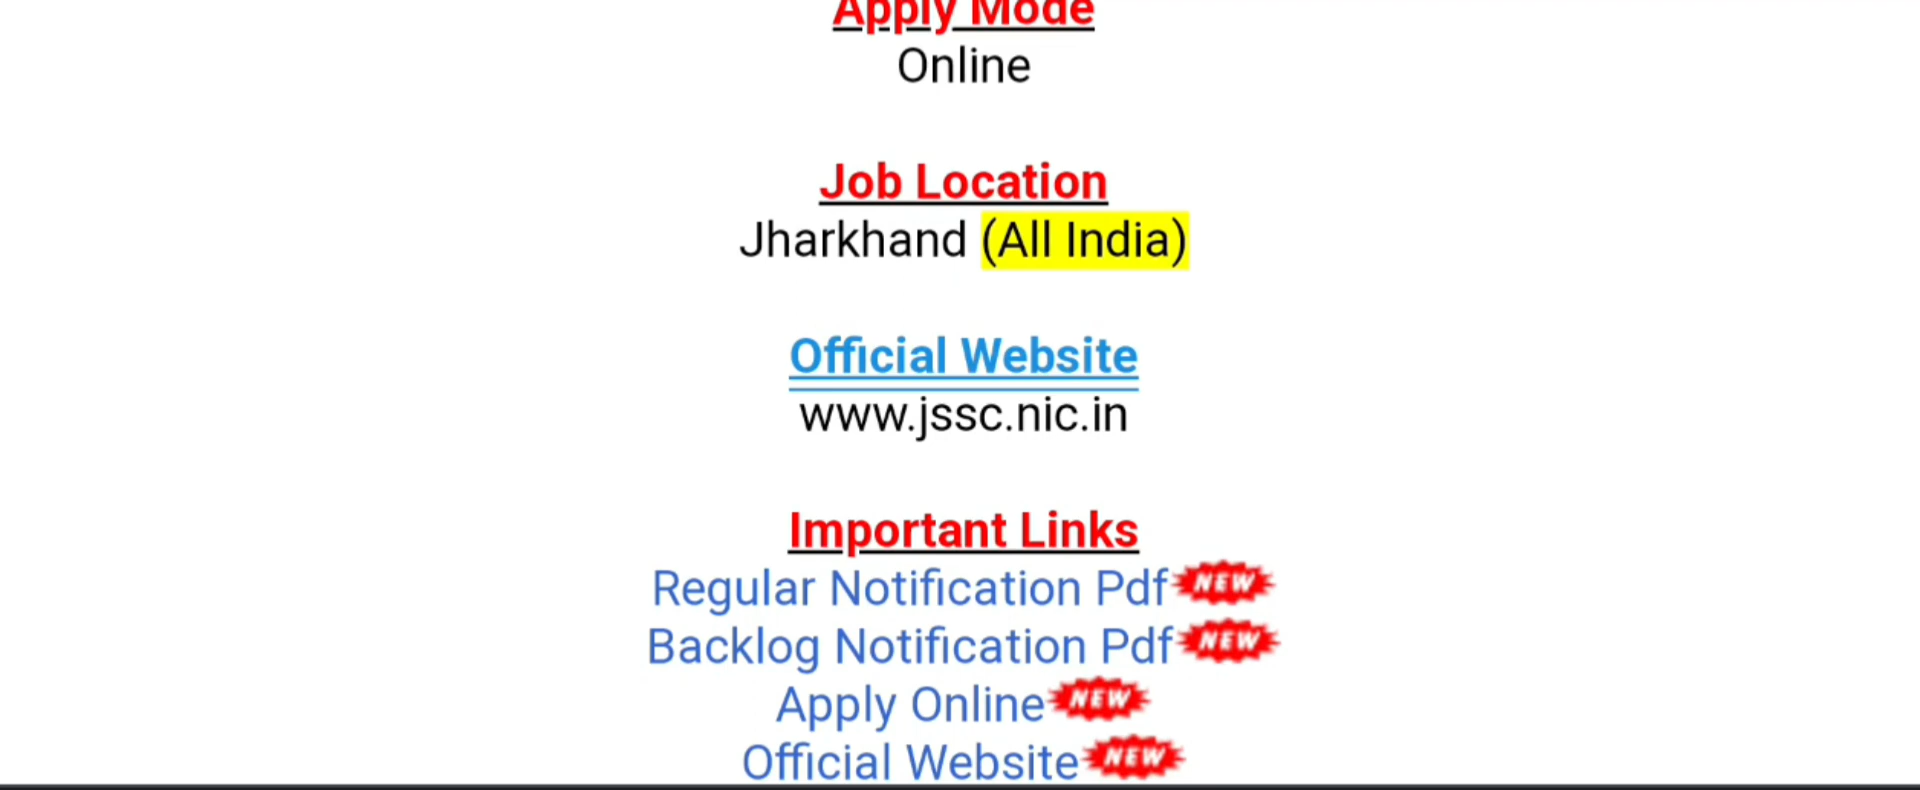 Apply Mode
Online
Job Location
Jharkhand (All India)
Official Website
www.jssc.nic.in
Important Links
Regular Notification Pdf NEW
Backlog Notification Pdf NEW
Apply Online NEW
Official Website NEW